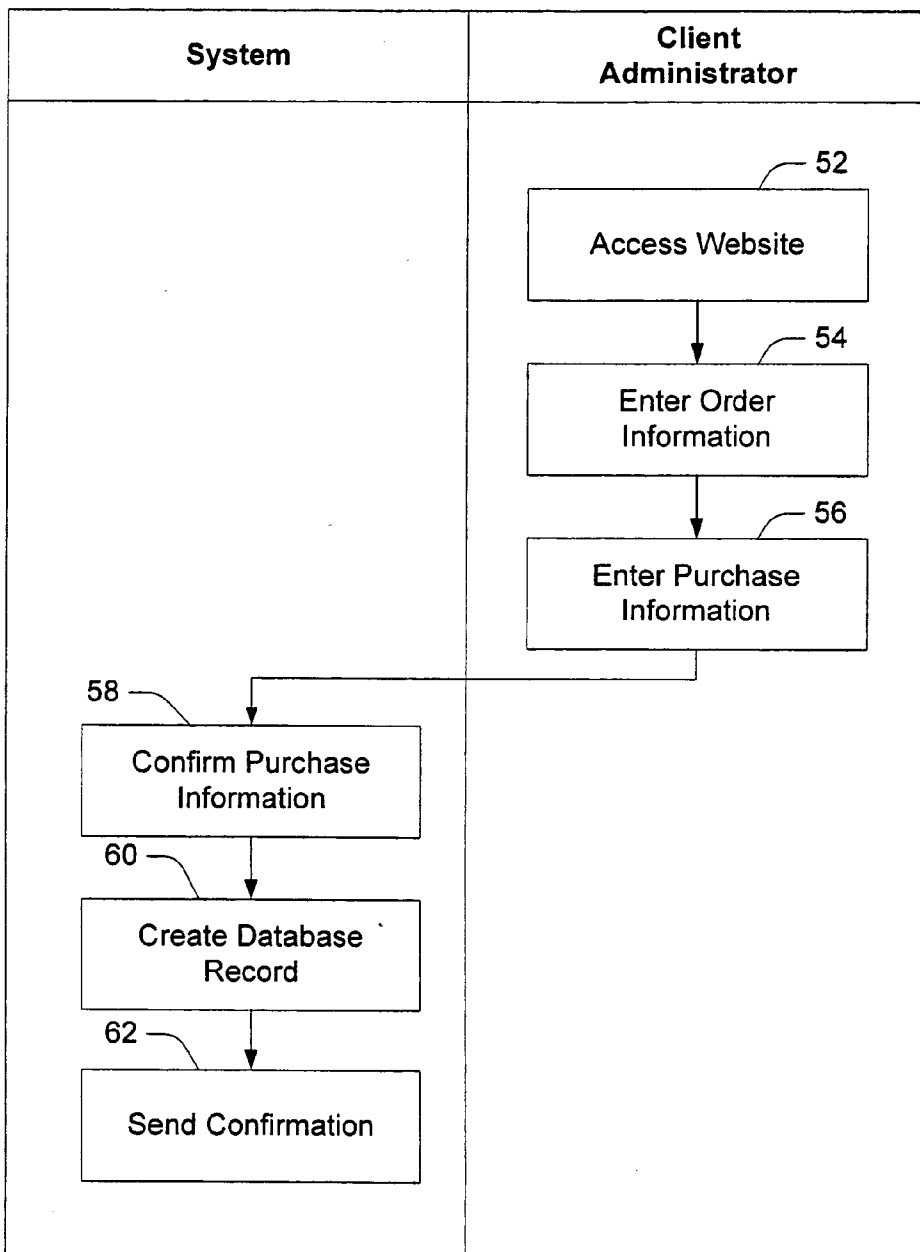 System
Client
Administrator
52
Access Website
54
Enter Order
Information
56
Enter Purchase
Information
58
Confirm Purchase
Information
60
Create Database
Record
62
Send Confirmation